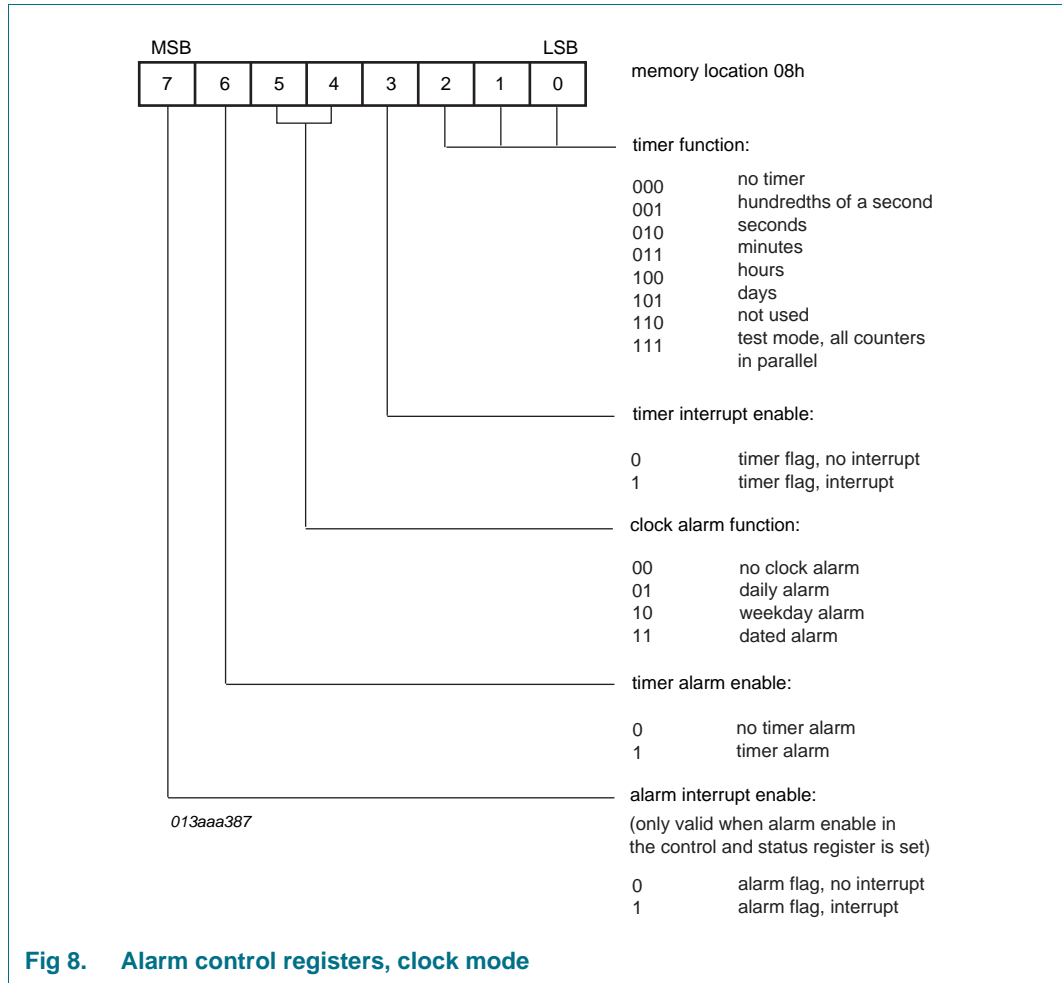 MSB LSB
7 6 5 4 3 2 1 0
memory location 08h
timer function:
000 no timer
001 hundredths of a second
010 seconds
011 minutes
100 hours
101 days
110 not used
111 test mode, all counters
in parallel
timer interrupt enable:
0 timer flag, no interrupt
1 timer flag, interrupt
clock alarm function:
00 no clock alarm
01 daily alarm
10 weekday alarm
11 dated alarm
timer alarm enable:
0 no timer alarm
1 timer alarm
alarm interrupt enable:
(only valid when alarm enable in
the control and status register is set)
0 alarm flag, no interrupt
1 alarm flag, interrupt
013aaa387
Fig 8. Alarm control registers, clock mode